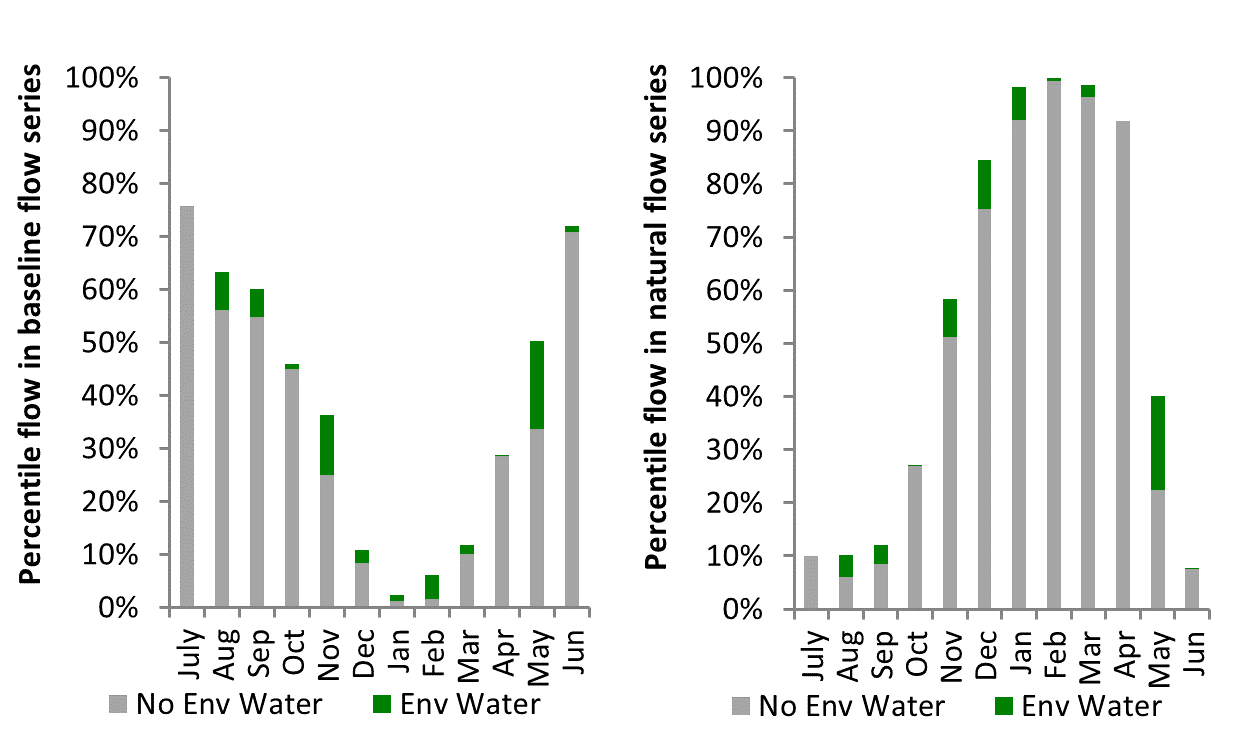 Percentile flow in baseline flow series
100%
90%
80%
70%
60%
50%
40%
30%
20%
10%
0%
July
Aug
Sep
Oct
Nov
Dec
Jan
Feb
Mar
Apr
May
Jun
No Env Water
Env Water
Percentile flow in natural flow series
100%
90%
80%
70%
60%
50%
40%
30%
20%
10%
0%
July
Aug
Sep
Oct
Nov
Dec
Jan
Feb
Mar
Apr
May
Jun
No Env Water
Env Water